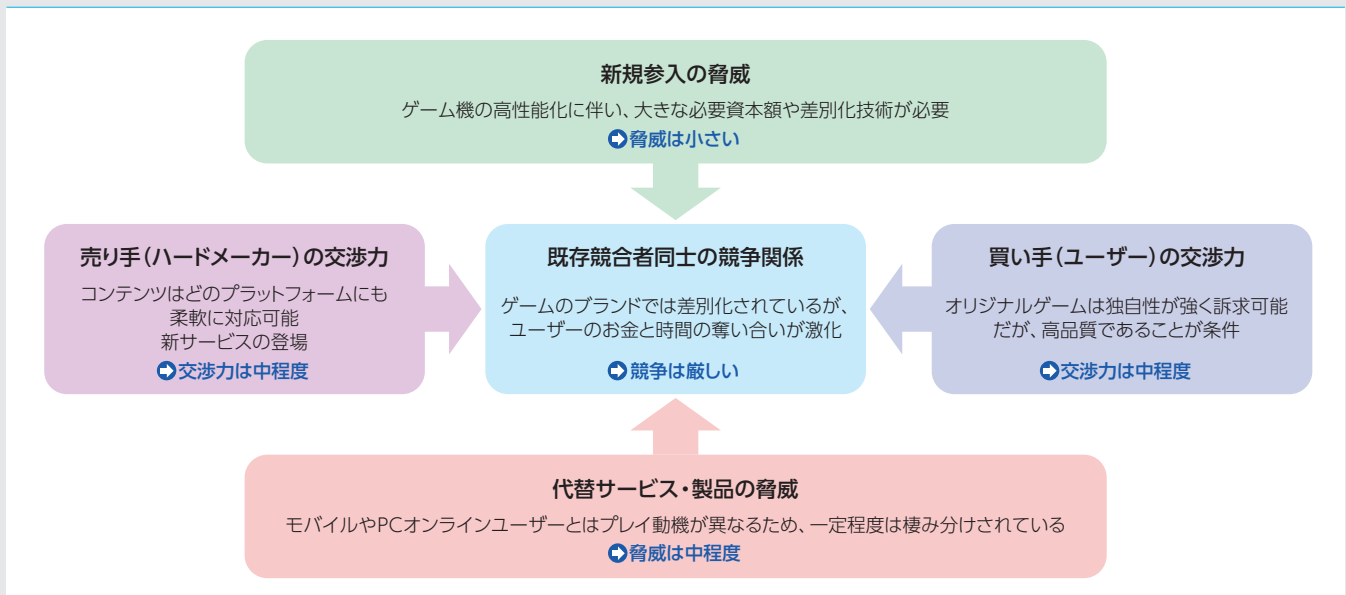 新規参入の脅威
ゲーム機の高性能化に伴い、大きな必要資本額や差別化技術が必要
脅威は小さい
売り手(ハードメーカー)の交渉力
コンテンツはどのプラットフォームにも
柔軟に対応可能
新サービスの登場
交渉力は中程度
既存競合者同士の競争関係
ゲームのブランドでは差別化されているが、
ユーザーのお金と時間の奪い合いが激化
競争は厳しい
買い手(ユーザー)の交渉力
オリジナルゲームは独自性が強く訴求可能
だが、高品質であることが条件
交渉力は中程度
代替サービス・製品の脅威
モバイルやPCオンラインユーザーとはプレイ動機が異なるため、一定程度は棲み分けされている
脅威は中程度